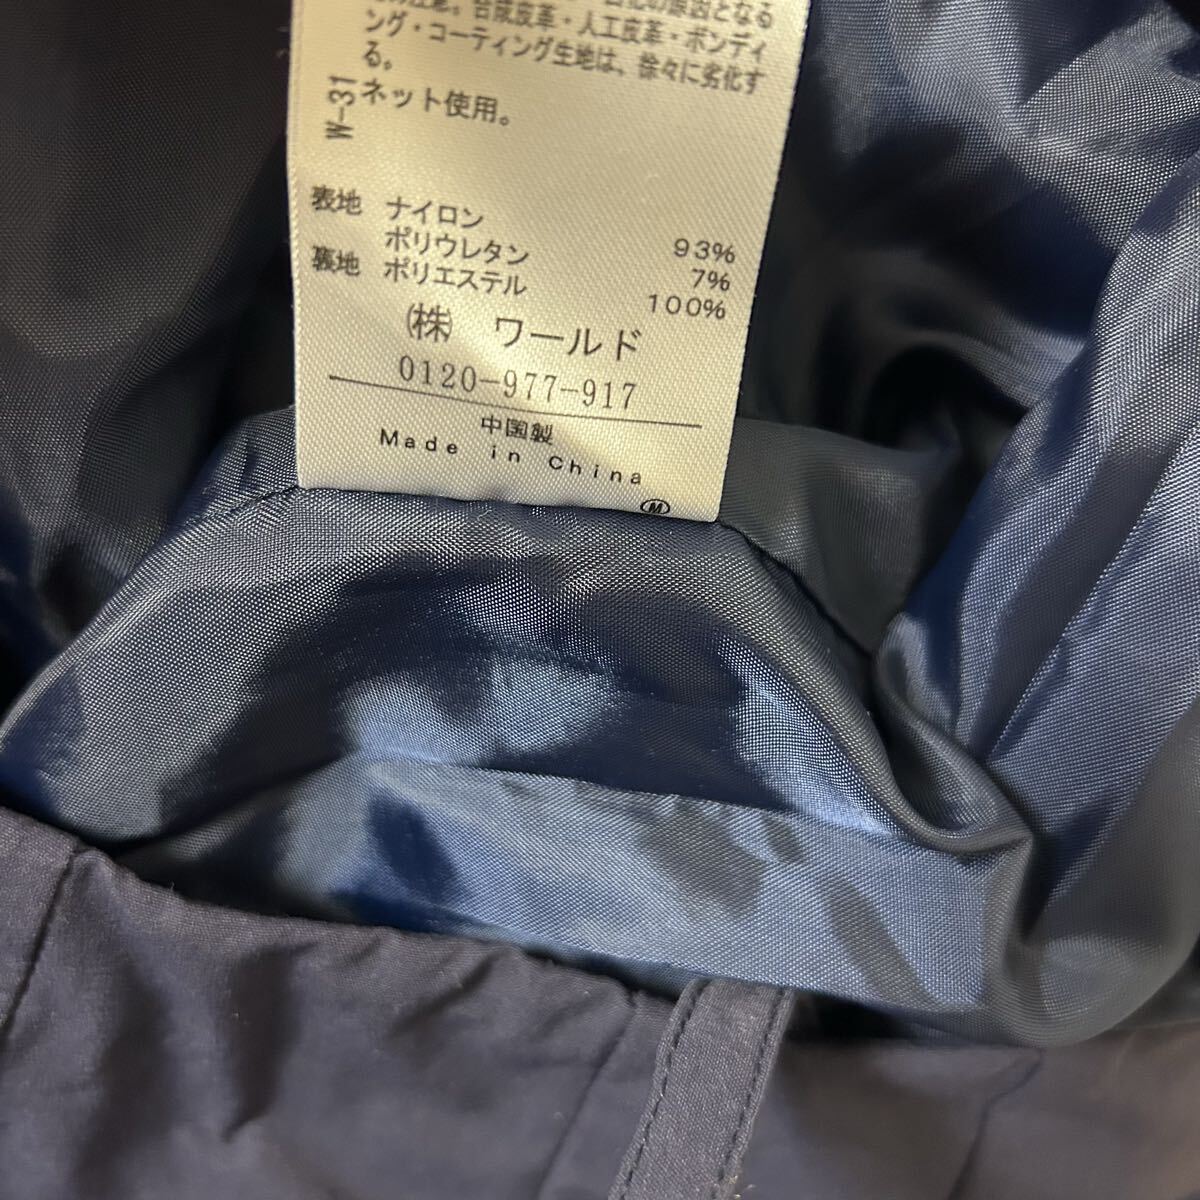 の原因となる
注意。合成皮革・人工皮革・ボンディ
ング・コーティング生地は、徐々に劣化す
る。
ネット使用。
W-31
表地 ナイロン 93%
ポリウレタン 7%
裏地 ポリエステル 100%
㈱ ワールド
0120-977-917
中国製
Made in China
M